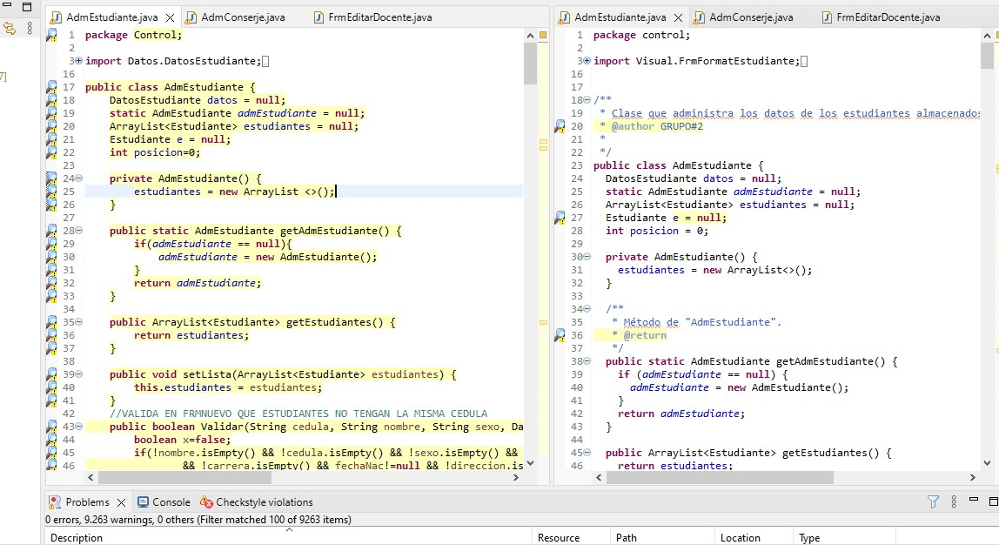 AdmEstudiante.java
AdmConserje.java
FrmEditarDocente.java
1 package Control;
2
3 import Datos.DatosEstudiante;
16
17 public class AdmEstudiante {
18 DatosEstudiante datos = null;
19 static AdmEstudiante admEstudiante = null;
20 ArrayList<Estudiante> estudiantes = null;
21 Estudiante e = null;
22 int posicion=0;
23
24 private AdmEstudiante() {
25 estudiantes = new ArrayList <>();
26 }
27
28 public static AdmEstudiante getAdmEstudiante() {
29 if(admEstudiante == null){
30 admEstudiante = new AdmEstudiante();
31 }
32 return admEstudiante;
33 }
34
35 public ArrayList<Estudiante> getEstudiantes() {
36 return estudiantes;
37 }
38
39 public void setLista(ArrayList<Estudiante> estudiantes) {
40 this.estudiantes = estudiantes;
41 }
42 //VALIDA EN FRMNUEVO QUE ESTUDIANTES NO TENGAN LA MISMA CEDULA
43 public boolean Validar(String cedula, String nombre, String sexo, Da
44 boolean x=false;
45 if(!nombre.isEmpty() && !cedula.isEmpty() && !sexo.isEmpty() &&
46 && !carrera.isEmpty() && fechaNac!=null && !direccion.is
AdmEstudiante.java
AdmConserje.java
FrmEditarDocente.java
1 package control;
2
3 import Visual.FrmFormatEstudiante;
16
17
18 /**
19 * Clase que administra los datos de los estudiantes almacenados
20 * @author GRUPO#2
21 *
22 */
23 public class AdmEstudiante {
24 DatosEstudiante datos = null;
25 static AdmEstudiante admEstudiante = null;
26 ArrayList<Estudiante> estudiantes = null;
27 Estudiante e = null;
28 int posicion = 0;
29
30 private AdmEstudiante() {
31 estudiantes = new ArrayList<>();
32 }
33
34 /**
35 * Método de "AdmEstudiante".
36 * @return
37 */
38 public static AdmEstudiante getAdmEstudiante() {
39 if (admEstudiante == null) {
40 admEstudiante = new AdmEstudiante();
41 }
42 return admEstudiante;
43 }
44
45 public ArrayList<Estudiante> getEstudiantes() {
46 return estudiantes;
7]
Problems
Console
Checkstyle violations
0 errors, 9.263 warnings, 0 others (Filter matched 100 of 9263 items)
Description Resource Path Location Type